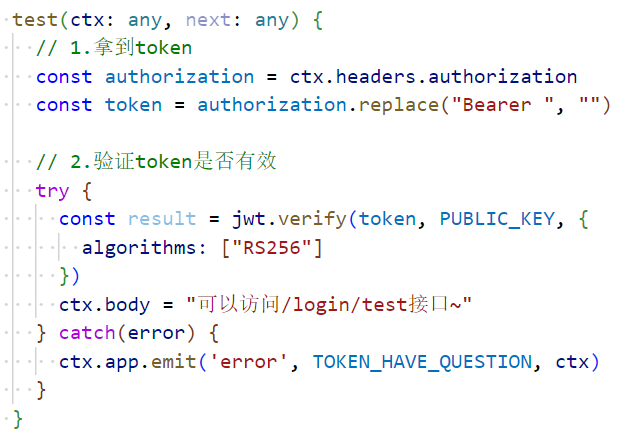 test(ctx: any, next: any) {
// 1.拿到token
const authorization = ctx.headers.authorization
const token = authorization.replace("Bearer ", "")
// 2.验证token是否有效
try {
const result = jwt.verify(token, PUBLIC_KEY, {
algorithms: ["RS256"]
})
ctx.body = "可以访问/login/test接口~"
} catch(error) {
ctx.app.emit('error', TOKEN_HAVE_QUESTION, ctx)
}
}